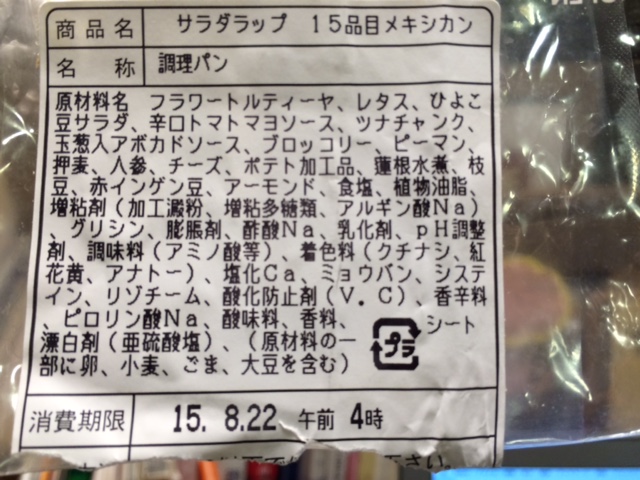 商品名 サラダラップ 15品目メキシカン
名称 調理パン
原材料名 フラワートルティーヤ、レタス、ひよこ
豆サラダ、辛口トマトマヨソース、ツナチャンク、
玉葱入アボカドソース、ブロッコリー、ピーマン、
押麦、人参、チーズ、ポテト加工品、蓮根水煮、枝
豆、赤インゲン豆、アーモンド、食塩、植物油脂、
増粘剤(加工澱粉、増粘多糖類、アルギン酸Na)
、グリシン、膨脹剤、酢酸Na、乳化剤、pH調整
剤、調味料(アミノ酸等)、着色料(クチナシ、紅
花黄、アナトー)、塩化Ca、ミョウバン、システ
イン、リゾチーム、酸化防止剤(V.C)、香辛料
、ピロリン酸Na、酸味料、香料、
漂白剤(亜硫酸塩)、(原材料の一
部に卵、小麦、ごま、大豆を含む)
プラ シート
消費期限 15. 8.22 午前 4時